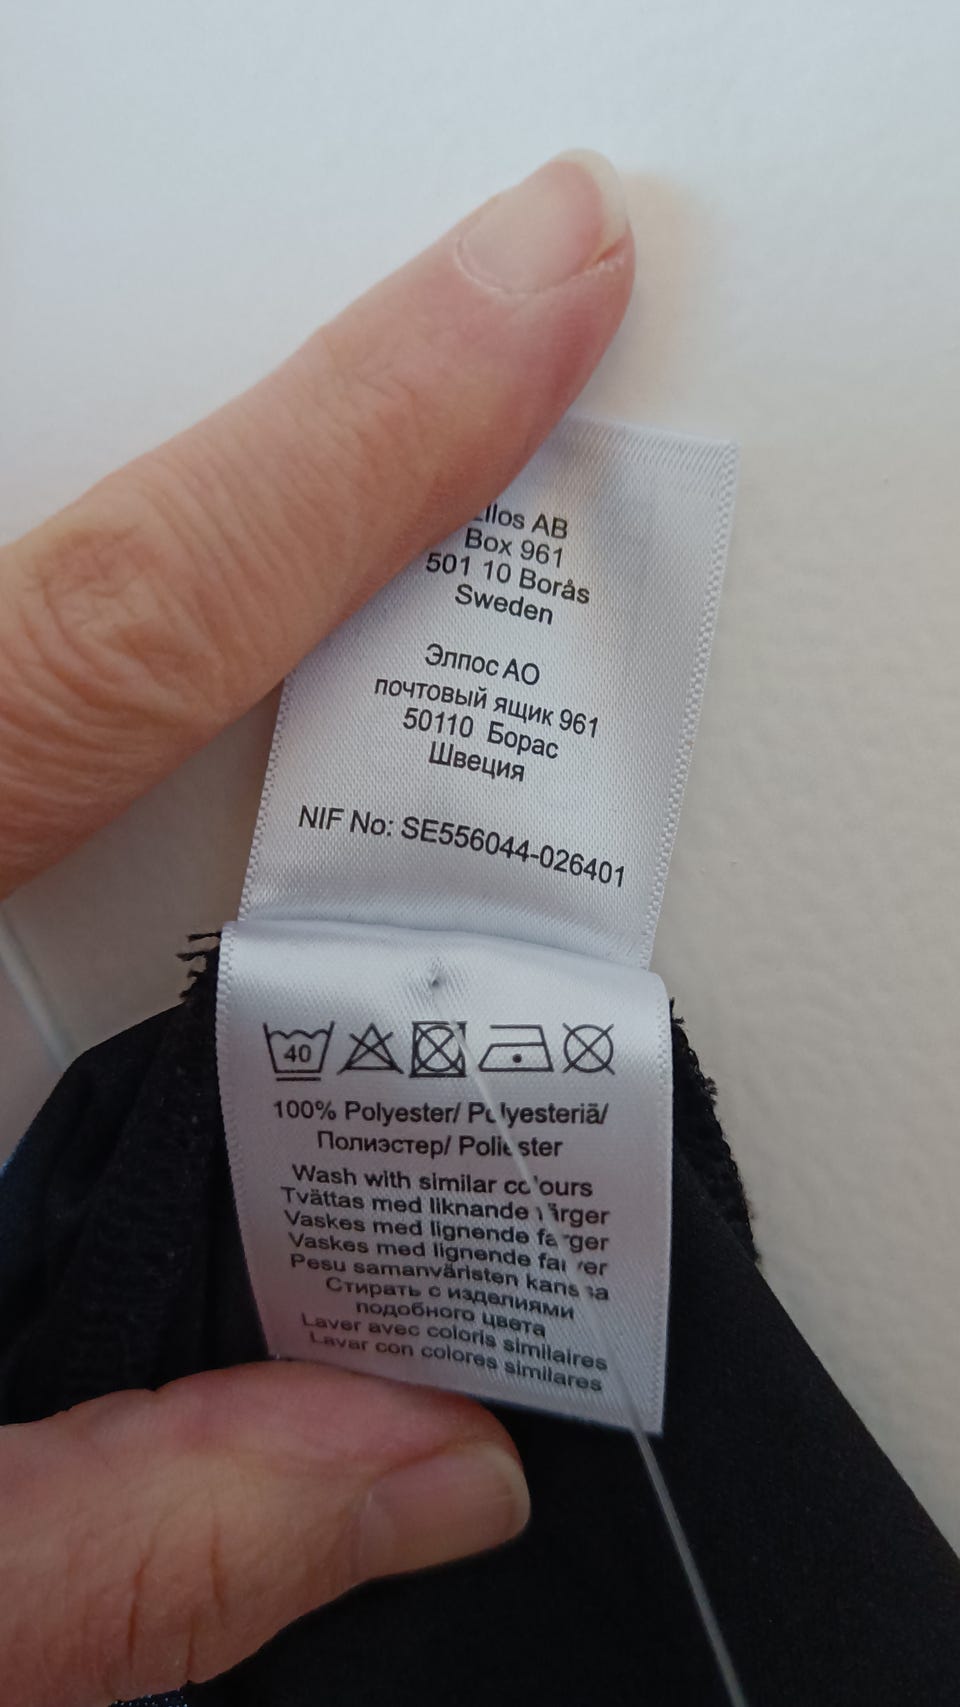 llos AB
Box 961
501 10 Borås
Sweden
Эллос АО
почтовый ящик 961
50110 Борас
Швеция
NIF No: SE556044-026401
40
100% Polyester/ Polyesteriä/
Полиэстер/ Poliester
Wash with similar colours
Tvättas med liknande färger
Vaskes med lignende farger
Vaskes med lignende farver
Pesu samanväristen kanssa
Стирать с изделиями
подобного цвета
Laver avec coloris similaires
Lavar con colores similares